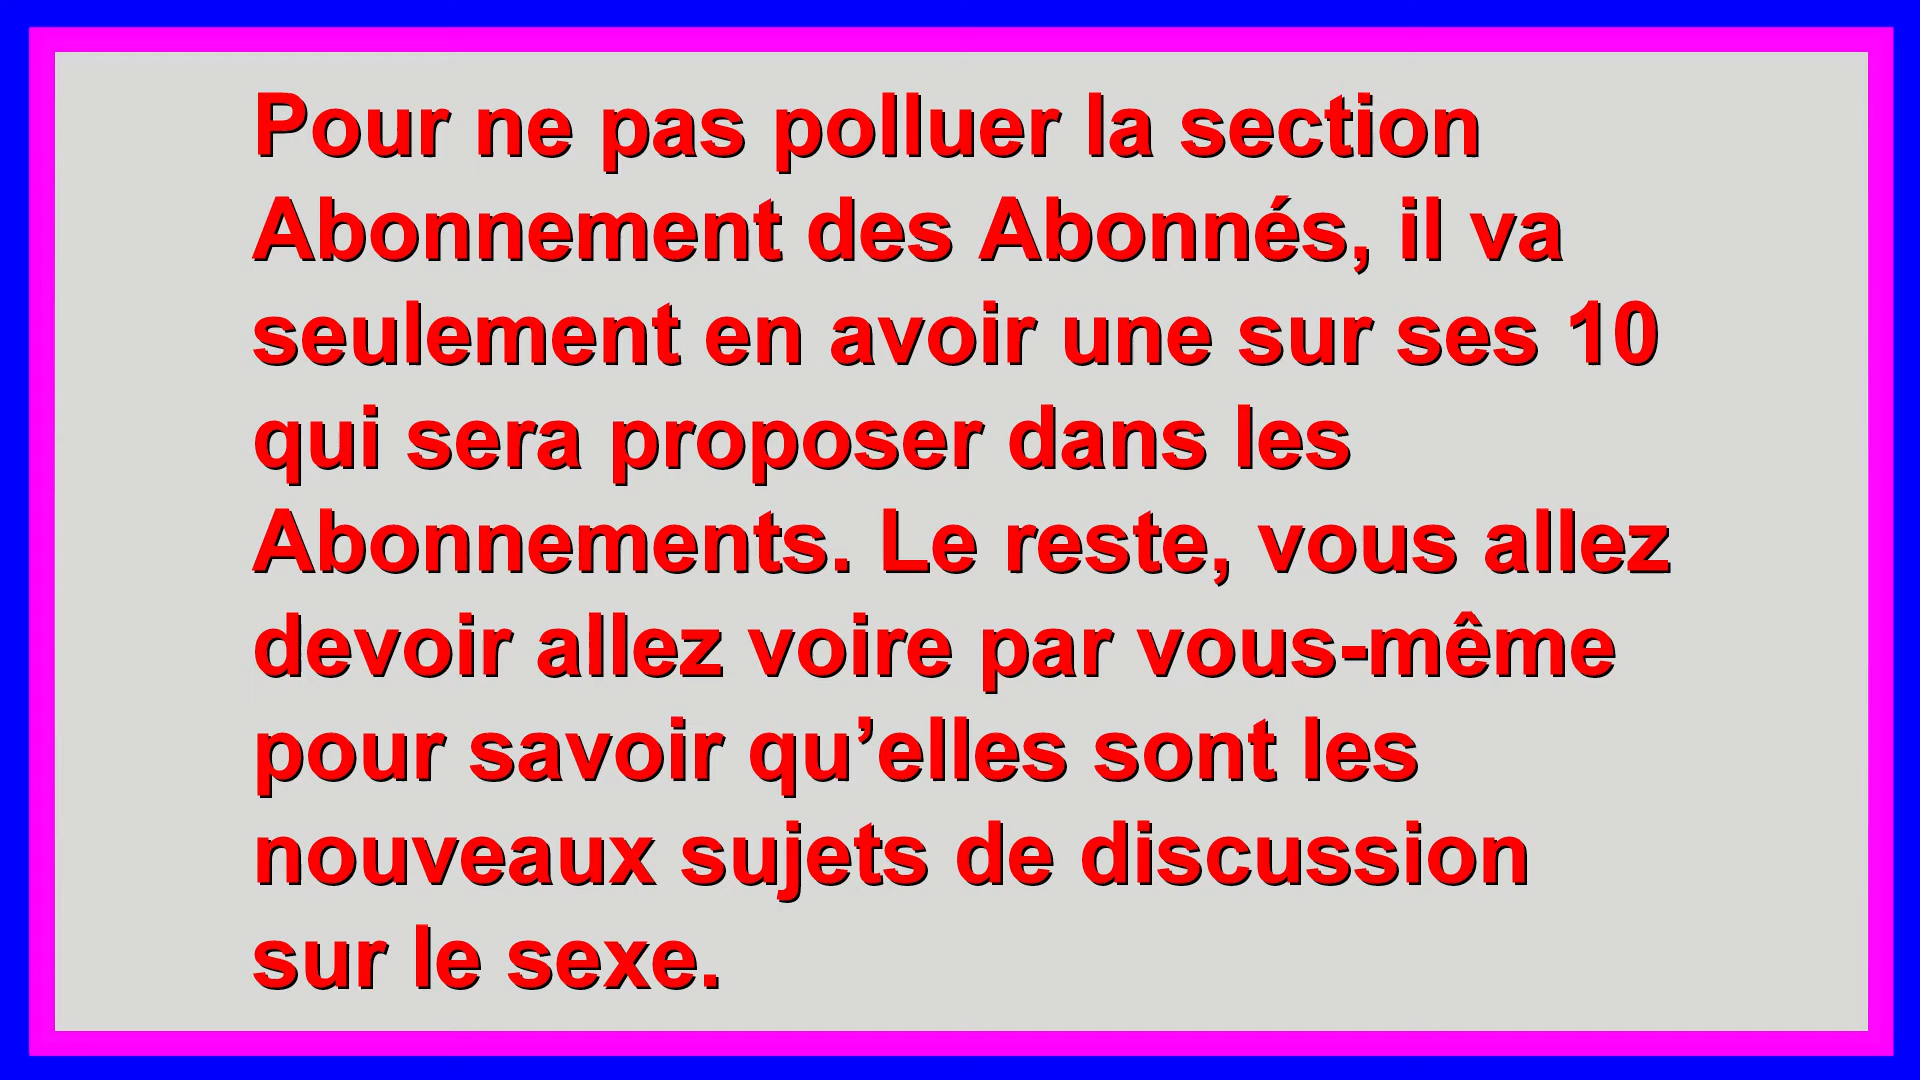 Pour ne pas polluer la section
Abonnement des Abonnés, il va
seulement en avoir une sur ses 10
qui sera proposer dans les
Abonnements. Le reste, vous allez
devoir allez voire par vous-même
pour savoir qu’elles sont les
nouveaux sujets de discussion
sur le sexe.